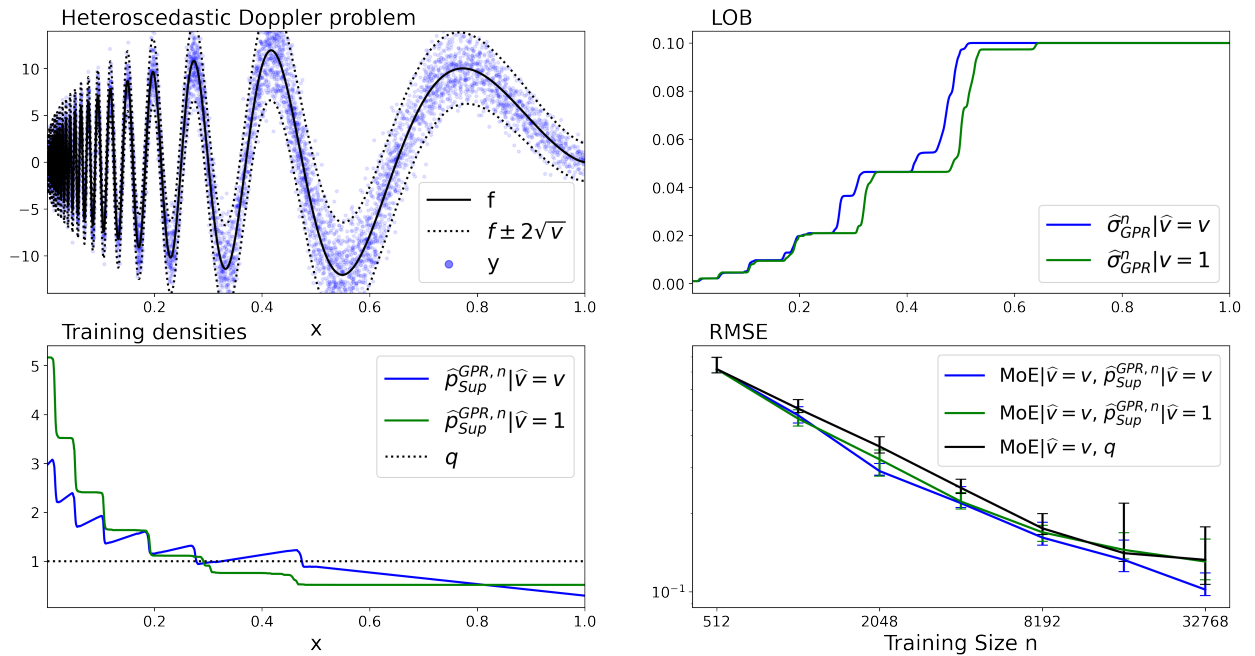 Heteroscedastic Doppler problem
10
5
0
−5
−10
f
f ± 2√v
y
0.2 0.4 0.6 0.8 1.0
x
LOB
0.10
0.08
0.06
0.04
0.02
0.00
σ̂ⁿ_GPR|v̂ = v
σ̂ⁿ_GPR|v = 1
0.2 0.4 0.6 0.8 1.0
Training densities
5
4
3
2
1
p̂^{GPR, n}_{Sup}|v̂ = v
p̂^{GPR, n}_{Sup}|v̂ = 1
q
0.2 0.4 0.6 0.8 1.0
x
RMSE
10⁻¹
MoE|v̂ = v, p̂^{GPR, n}_{Sup}|v̂ = v
MoE|v̂ = v, p̂^{GPR, n}_{Sup}|v̂ = 1
MoE|v̂ = v, q
512 2048 8192 32768
Training Size n